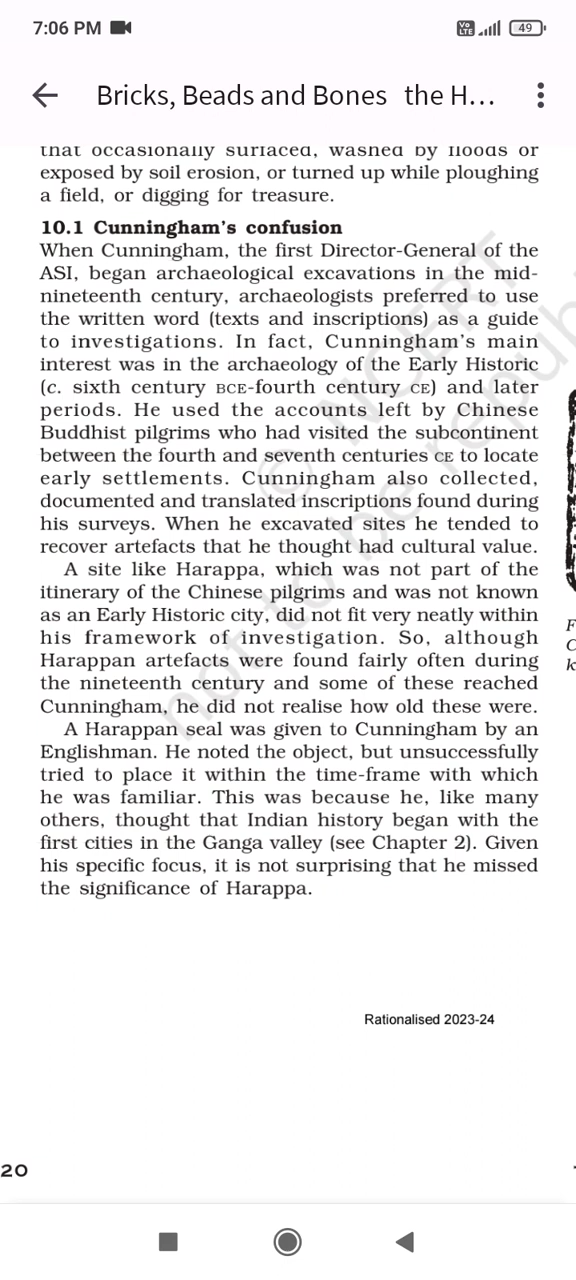 7:06 PM
Vo LTE
49
Bricks, Beads and Bones the H...
that occasionally surfaced, washed by floods or
exposed by soil erosion, or turned up while ploughing
a field, or digging for treasure.
10.1 Cunningham's confusion
When Cunningham, the first Director-General of the
ASI, began archaeological excavations in the mid-
nineteenth century, archaeologists preferred to use
the written word (texts and inscriptions) as a guide
to investigations. In fact, Cunningham's main
interest was in the archaeology of the Early Historic
(c. sixth century BCE-fourth century CE) and later
periods. He used the accounts left by Chinese
Buddhist pilgrims who had visited the subcontinent
between the fourth and seventh centuries CE to locate
early settlements. Cunningham also collected,
documented and translated inscriptions found during
his surveys. When he excavated sites he tended to
recover artefacts that he thought had cultural value.
A site like Harappa, which was not part of the
itinerary of the Chinese pilgrims and was not known
as an Early Historic city, did not fit very neatly within
his framework of investigation. So, although
Harappan artefacts were found fairly often during
the nineteenth century and some of these reached
Cunningham, he did not realise how old these were.
A Harappan seal was given to Cunningham by an
Englishman. He noted the object, but unsuccessfully
tried to place it within the time-frame with which
he was familiar. This was because he, like many
others, thought that Indian history began with the
first cities in the Ganga valley (see Chapter 2). Given
his specific focus, it is not surprising that he missed
the significance of Harappa.
F
C
k
© NCERT
not to be republ
Rationalised 2023-24
20